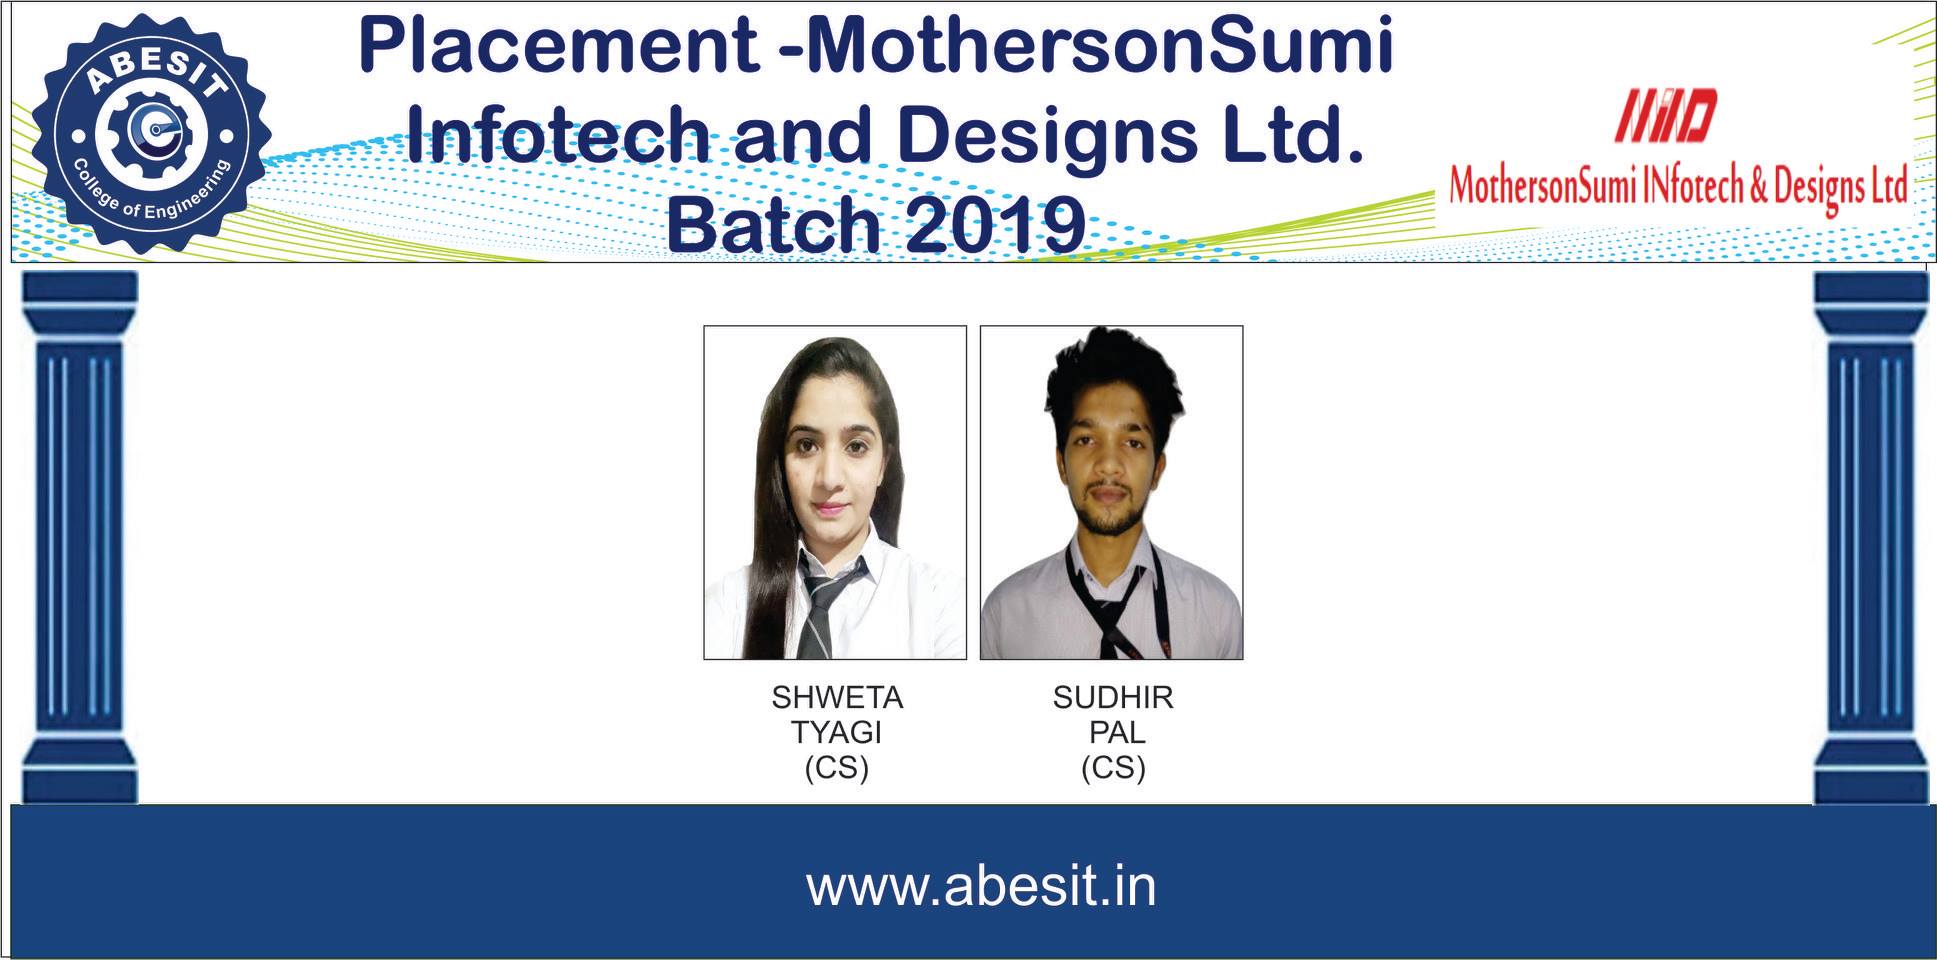 ABESIT
College of Engineering
Placement -MothersonSumi
Infotech and Designs Ltd.
Batch 2019
MIND
MothersonSumi INfotech & Designs Ltd
SHWETA
TYAGI
(CS)
SUDHIR
PAL
(CS)
www.abesit.in